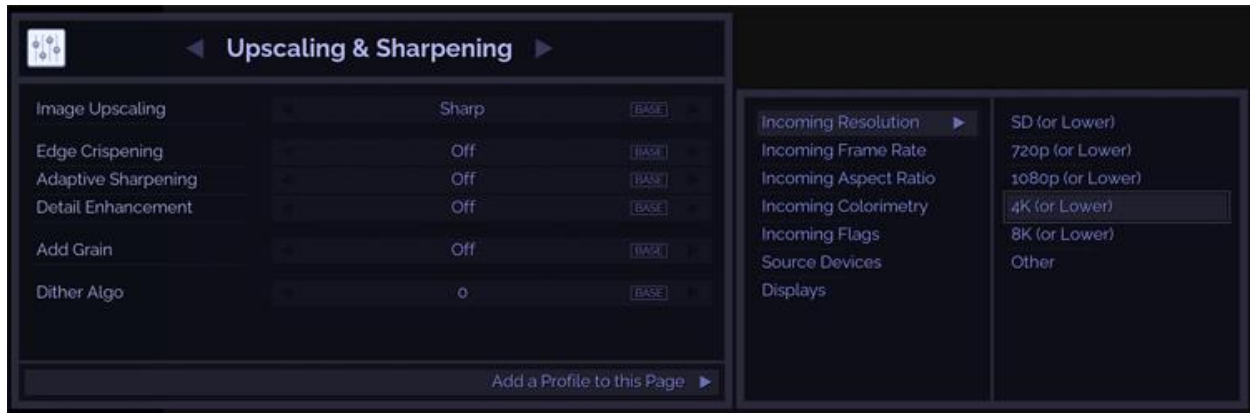 Upscaling & Sharpening
Image Upscaling Sharp BASE
Edge Crispening Off BASE
Adaptive Sharpening Off BASE
Detail Enhancement Off BASE
Add Grain Off BASE
Dither Algo 0 BASE
Add a Profile to this Page
Incoming Resolution
Incoming Frame Rate
Incoming Aspect Ratio
Incoming Colorimetry
Incoming Flags
Source Devices
Displays
SD (or Lower)
720p (or Lower)
1080p (or Lower)
4K (or Lower)
8K (or Lower)
Other